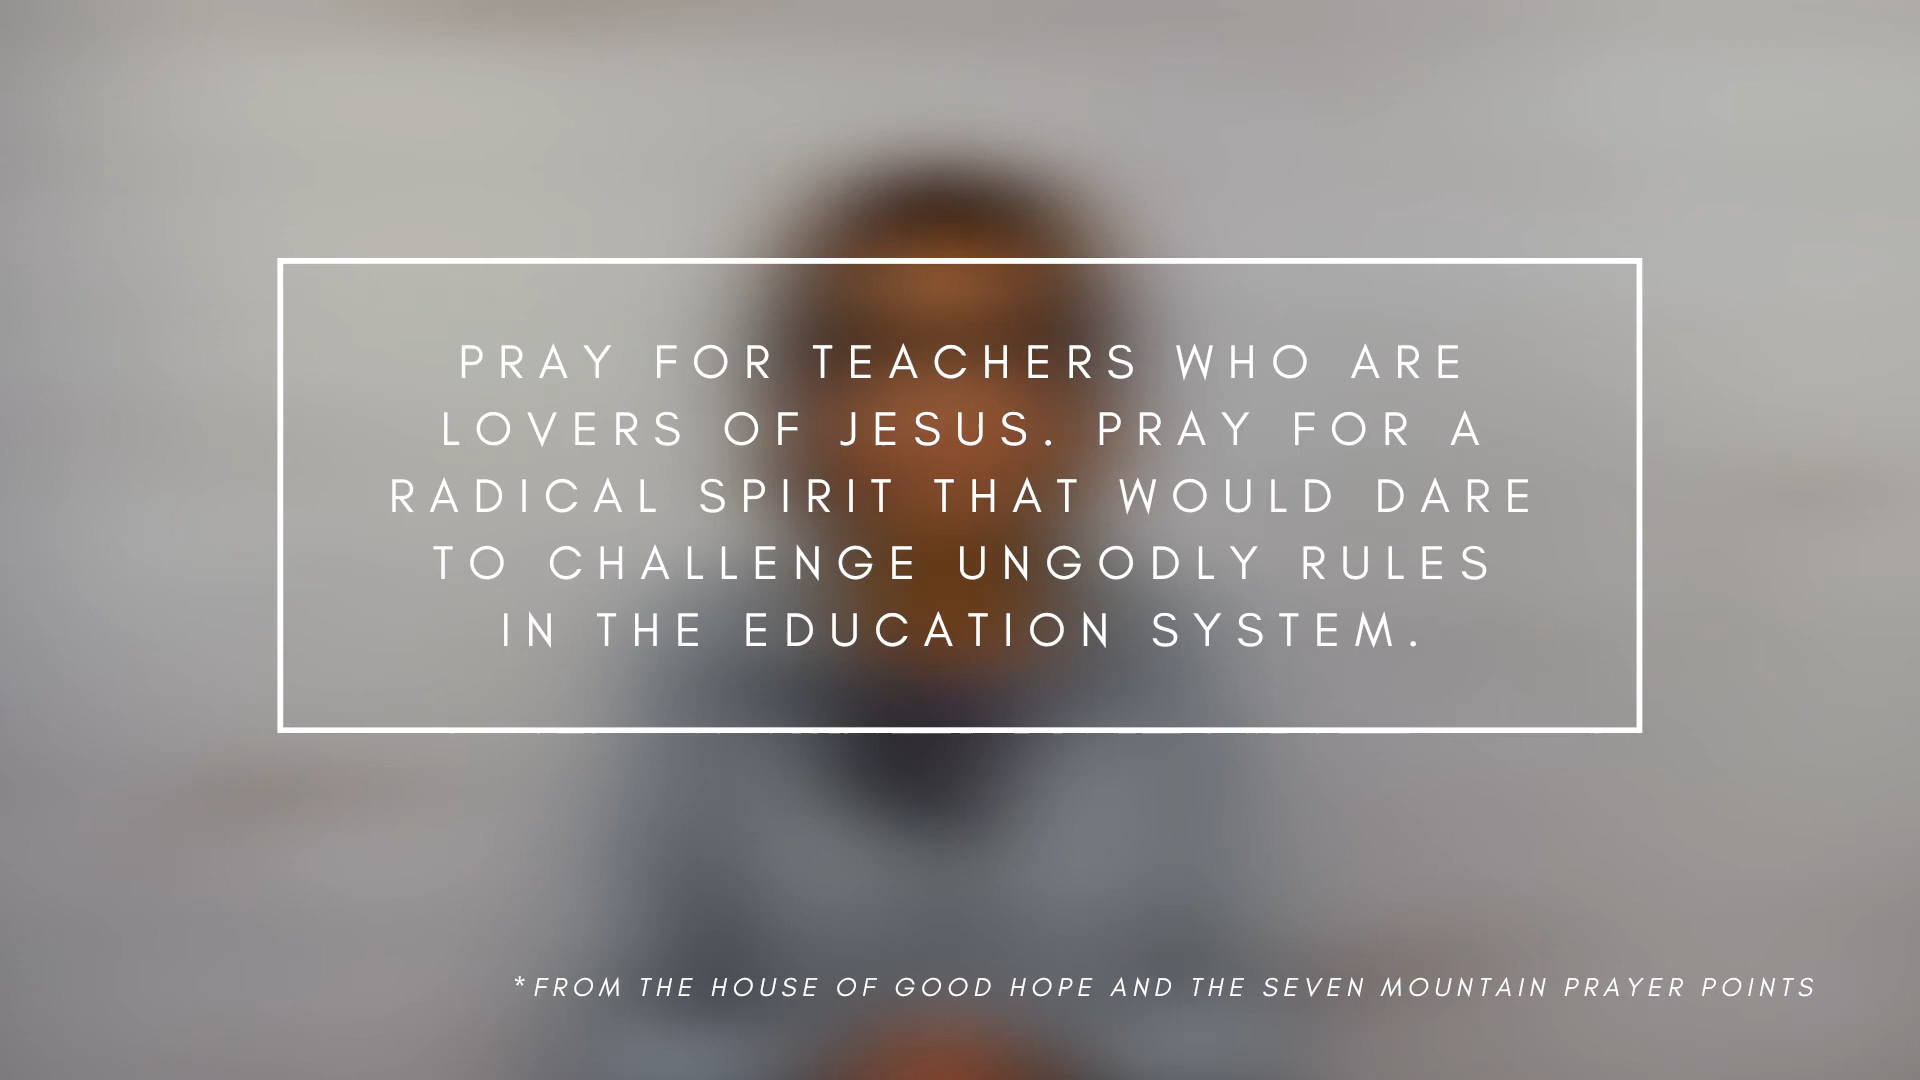 PRAY FOR TEACHERS WHO ARE
LOVERS OF JESUS. PRAY FOR A
RADICAL SPIRIT THAT WOULD DARE
TO CHALLENGE UNGODLY RULES
IN THE EDUCATION SYSTEM.
*FROM THE HOUSE OF GOOD HOPE AND THE SEVEN MOUNTAIN PRAYER POINTS